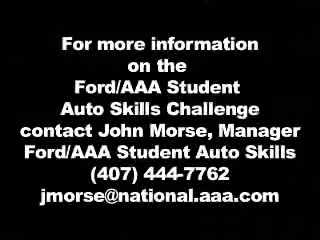 For more information
on the
Ford/AAA Student
Auto Skills Challenge
contact John Morse, Manager
Ford/AAA Student Auto Skills
(407) 444-7762
jmorse@national.aaa.com